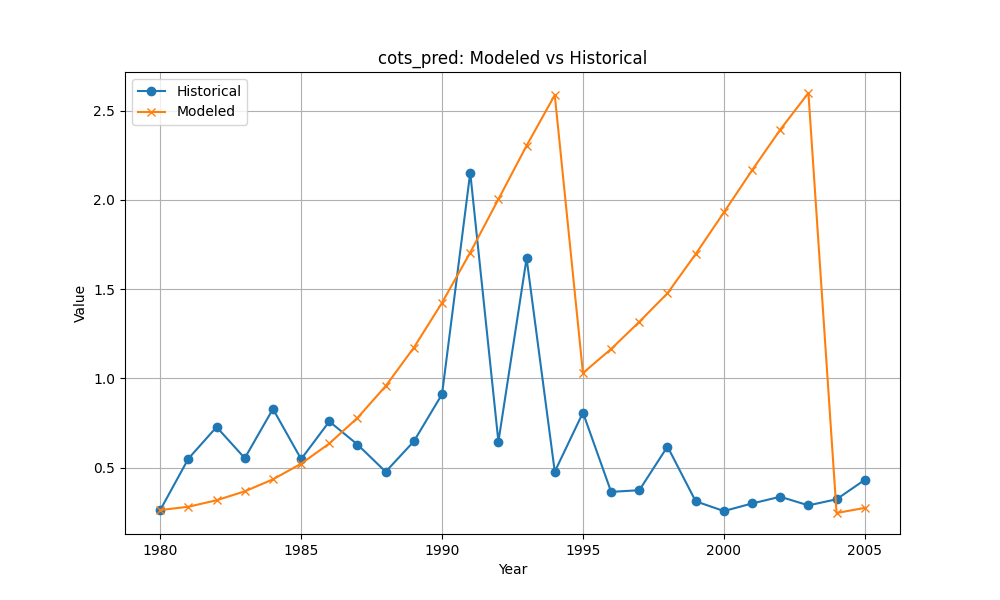 cots_pred: Modeled vs Historical
Historical
Modeled
Value
2.5
2.0
1.5
1.0
0.5
1980 1985 1990 1995 2000 2005
Year